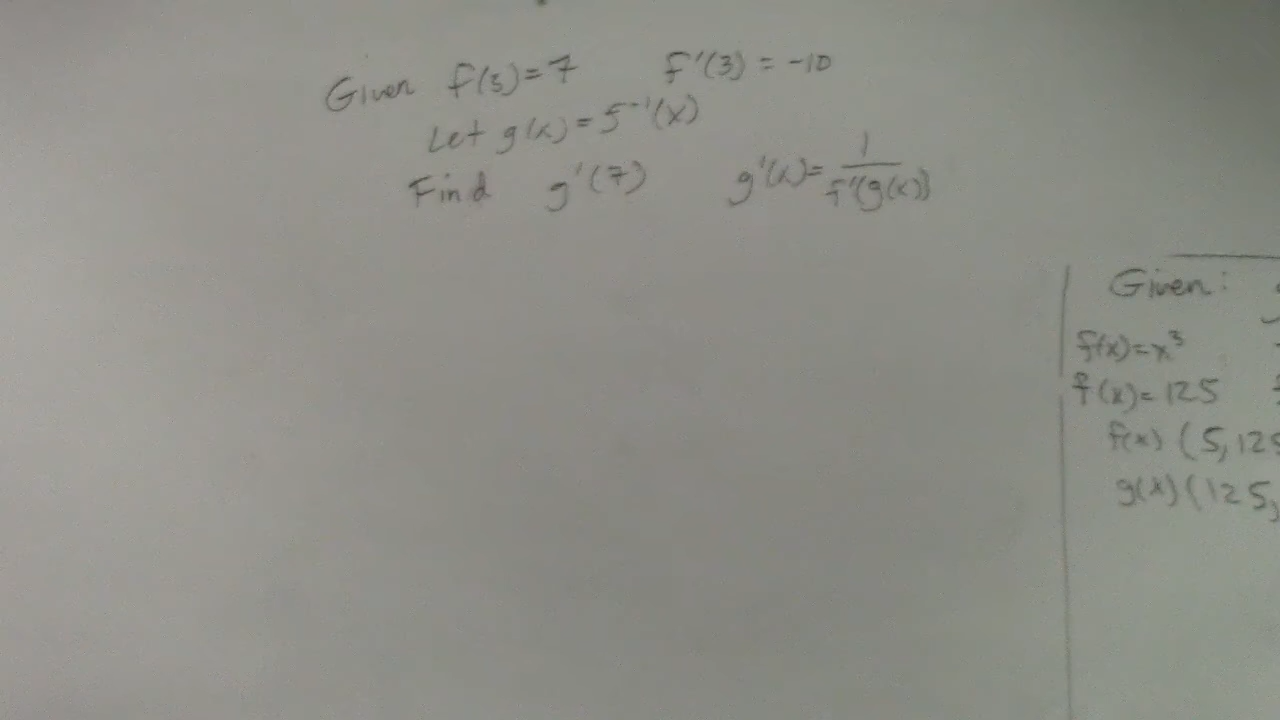 Given f(3)=7 f'(3) = -10
Let g(x)=f⁻¹(x)
Find g'(7) g'(x)= 1/f'(g(x))
Given:
f(x)=x³
f(x)=125
f(x) (5,125
g(x)(125,